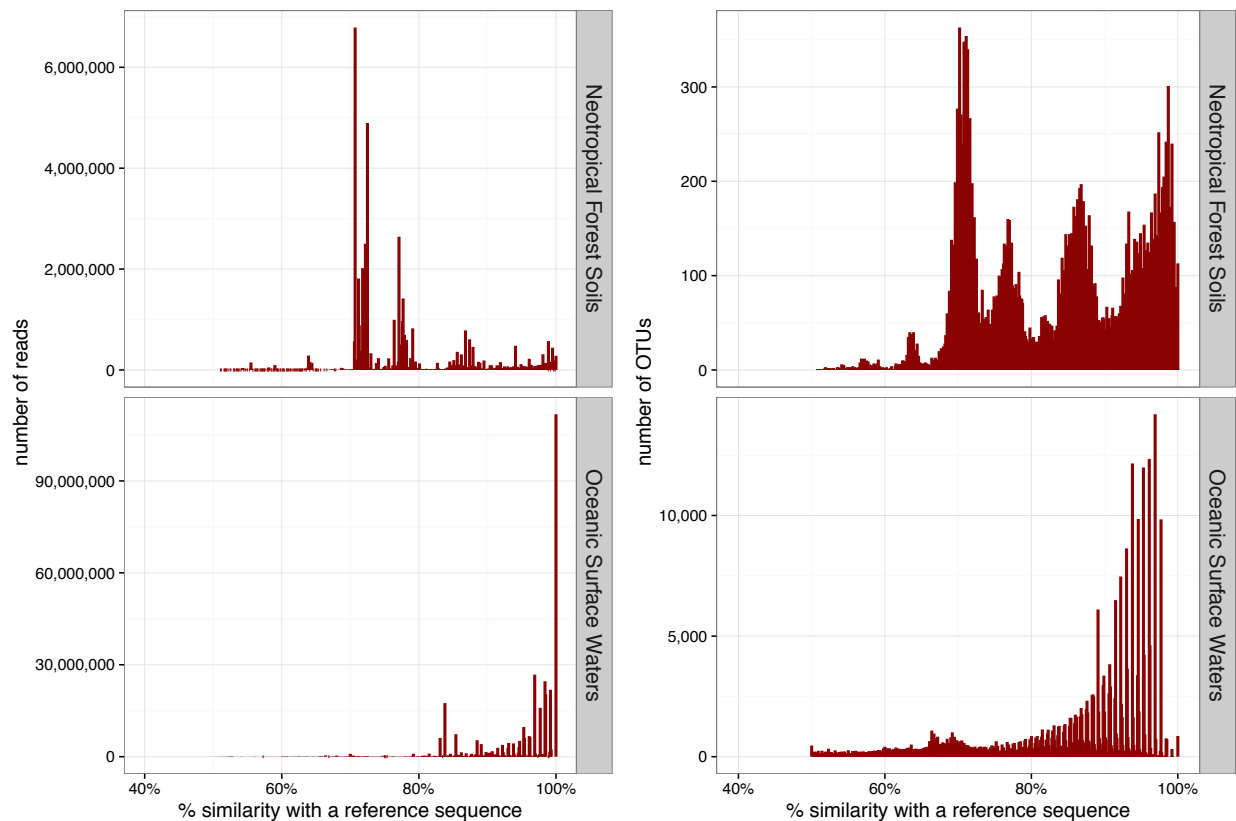 number of reads
6,000,000
4,000,000
2,000,000
0
Neotropical Forest Soils
90,000,000
60,000,000
30,000,000
0
Oceanic Surface Waters
40%
60%
80%
100%
% similarity with a reference sequence
number of OTUs
300
200
100
0
Neotropical Forest Soils
10,000
5,000
0
Oceanic Surface Waters
40%
60%
80%
100%
% similarity with a reference sequence